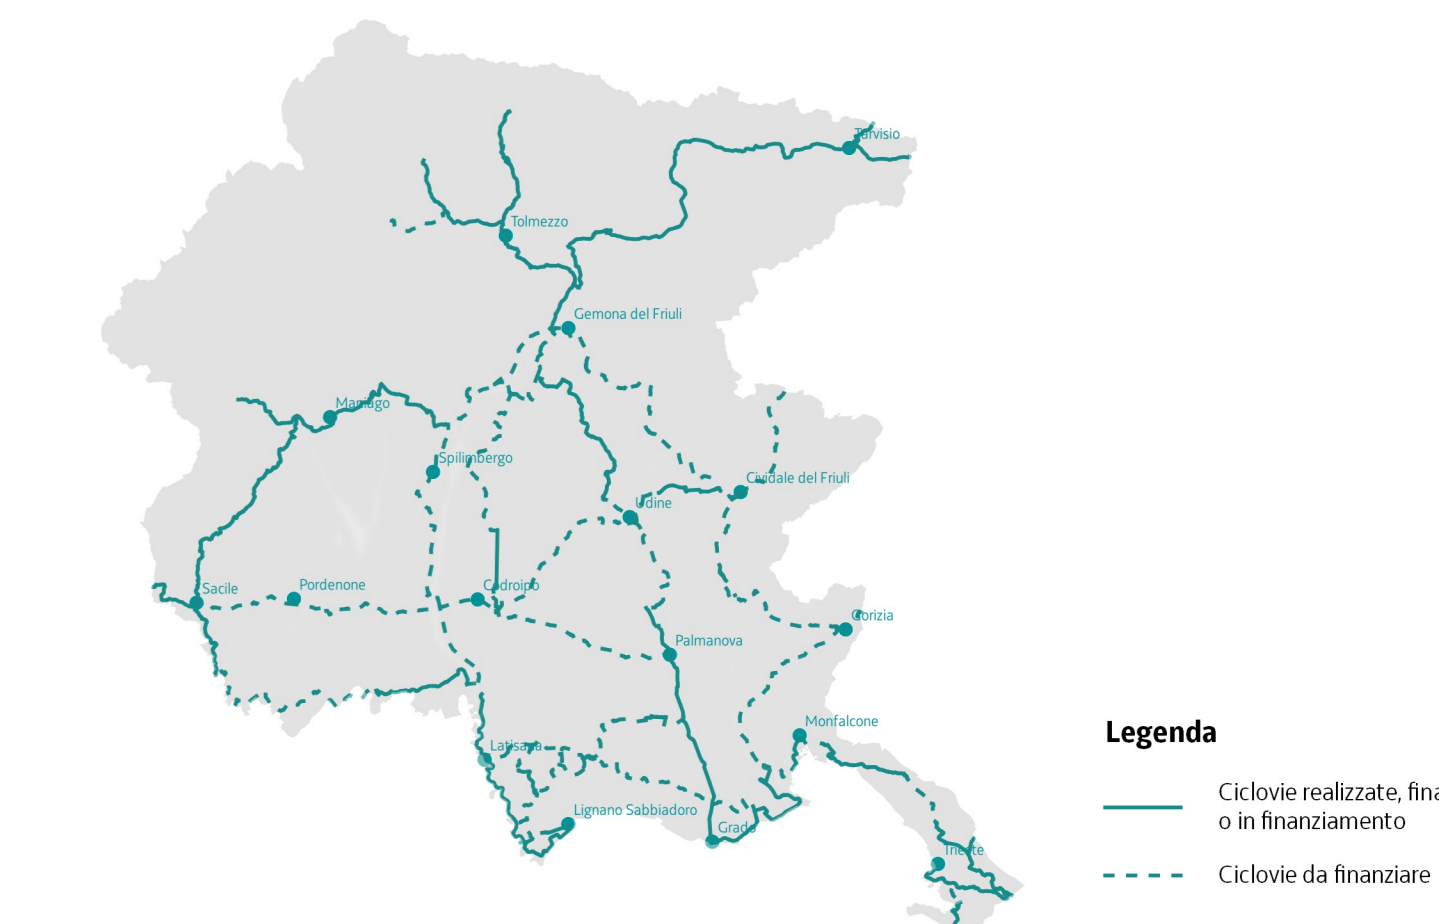 Tarvisio
Tolmezzo
Gemona del Friuli
Maniago
Spilimbergo
Cividale del Friuli
Udine
Sacile
Pordenone
Codroipo
Gorizia
Palmanova
Monfalcone
Latisana
Lignano Sabbiadoro
Grado
Trieste
Legenda
Ciclovie realizzate,
o in finanziamento
Ciclovie da finanziare